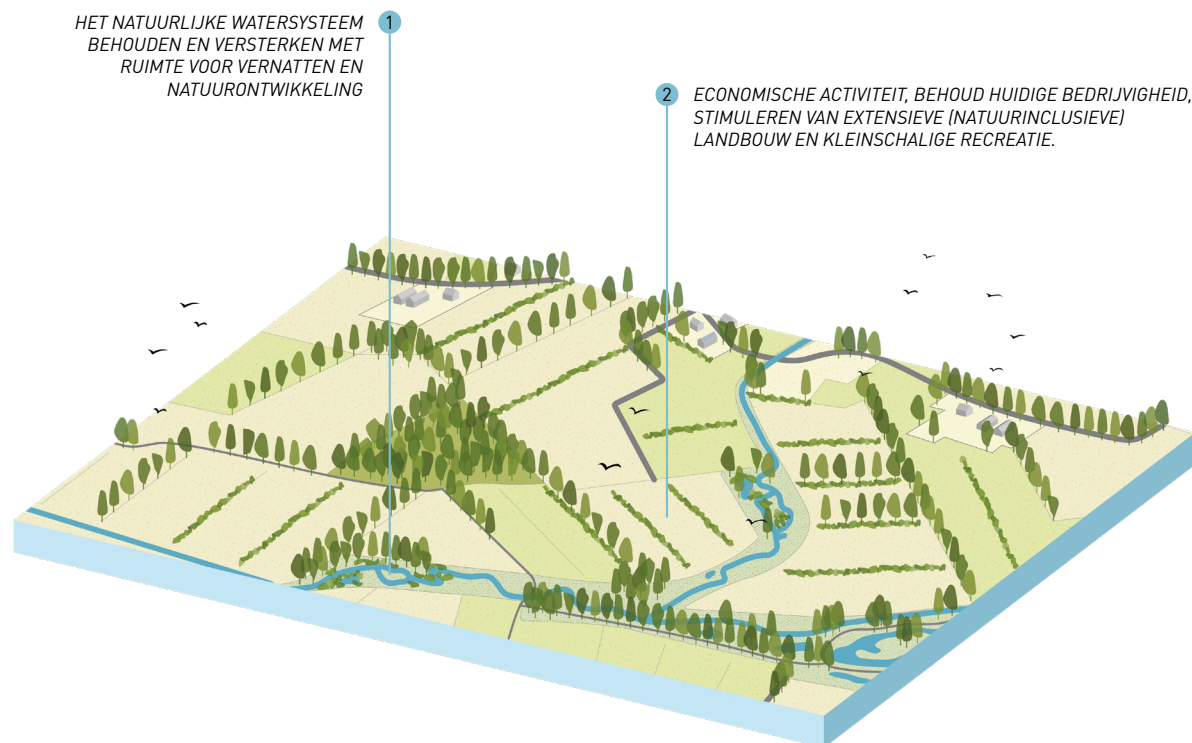 1
HET NATUURLIJKE WATERSYSTEEM
BEHOUDEN EN VERSTERKEN MET
RUIMTE VOOR VERNATTEN EN
NATUURONTWIKKELING
2
ECONOMISCHE ACTIVITEIT, BEHOUD HUIDIGE BEDRIJVIGHEID,
STIMULEREN VAN EXTENSIEVE (NATUURINCLUSIEVE)
LANDBOUW EN KLEINSCHALIGE RECREATIE.